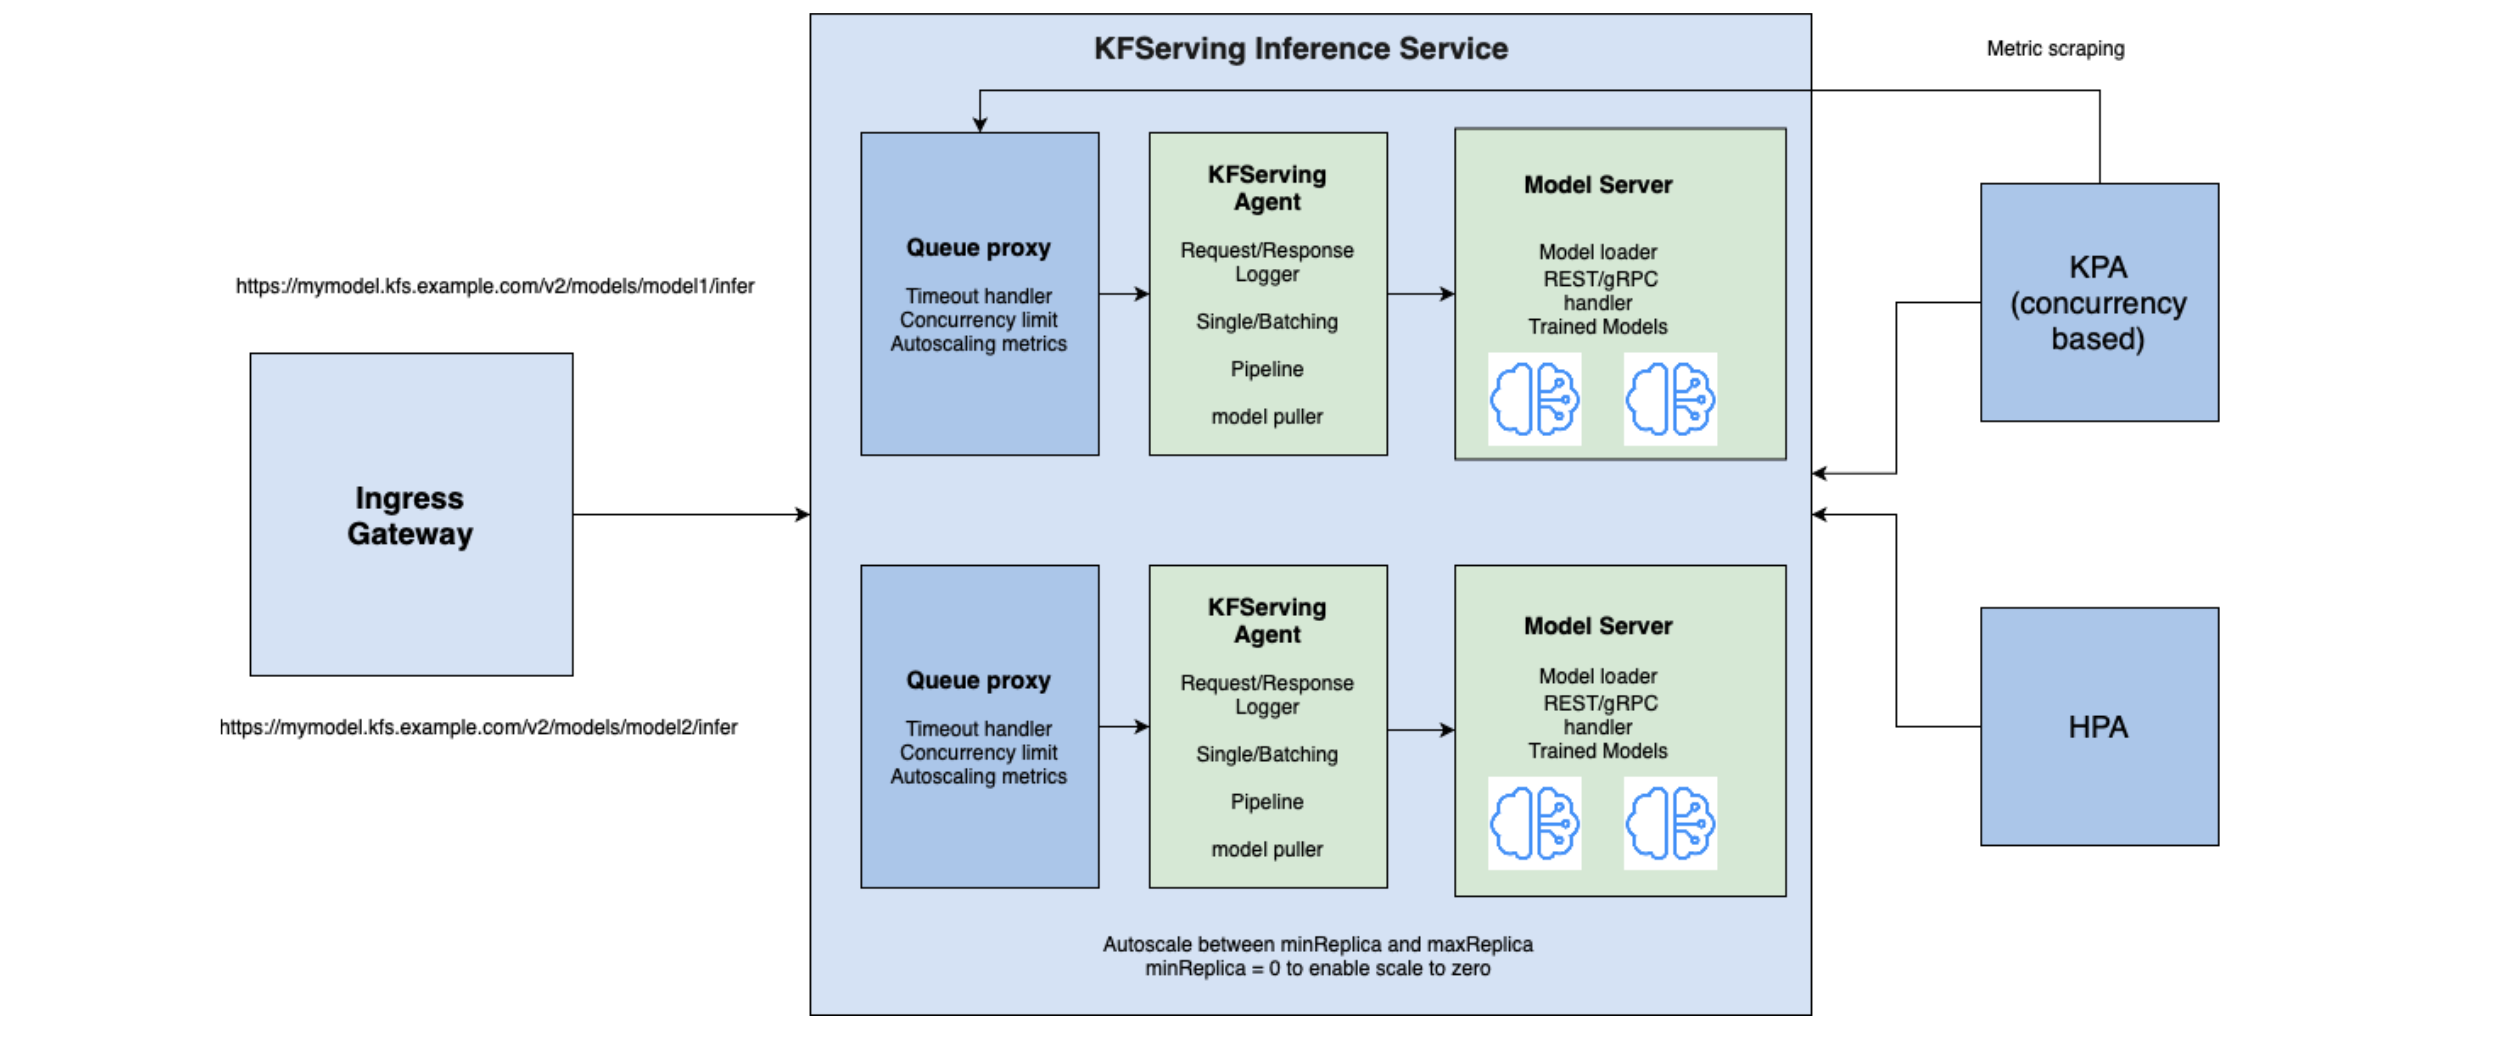 KFServing Inference Service
Metric scraping
https://mymodel.kfs.example.com/v2/models/model1/infer
Ingress
Gateway
https://mymodel.kfs.example.com/v2/models/model2/infer
Queue proxy
Timeout handler
Concurrency limit
Autoscaling metrics
KFServing
Agent
Request/Response
Logger
Single/Batching
Pipeline
model puller
Model Server
Model loader
REST/gRPC
handler
Trained Models
KPA
(concurrency
based)
Queue proxy
Timeout handler
Concurrency limit
Autoscaling metrics
KFServing
Agent
Request/Response
Logger
Single/Batching
Pipeline
model puller
Model Server
Model loader
REST/gRPC
handler
Trained Models
HPA
Autoscale between minReplica and maxReplica
minReplica = 0 to enable scale to zero